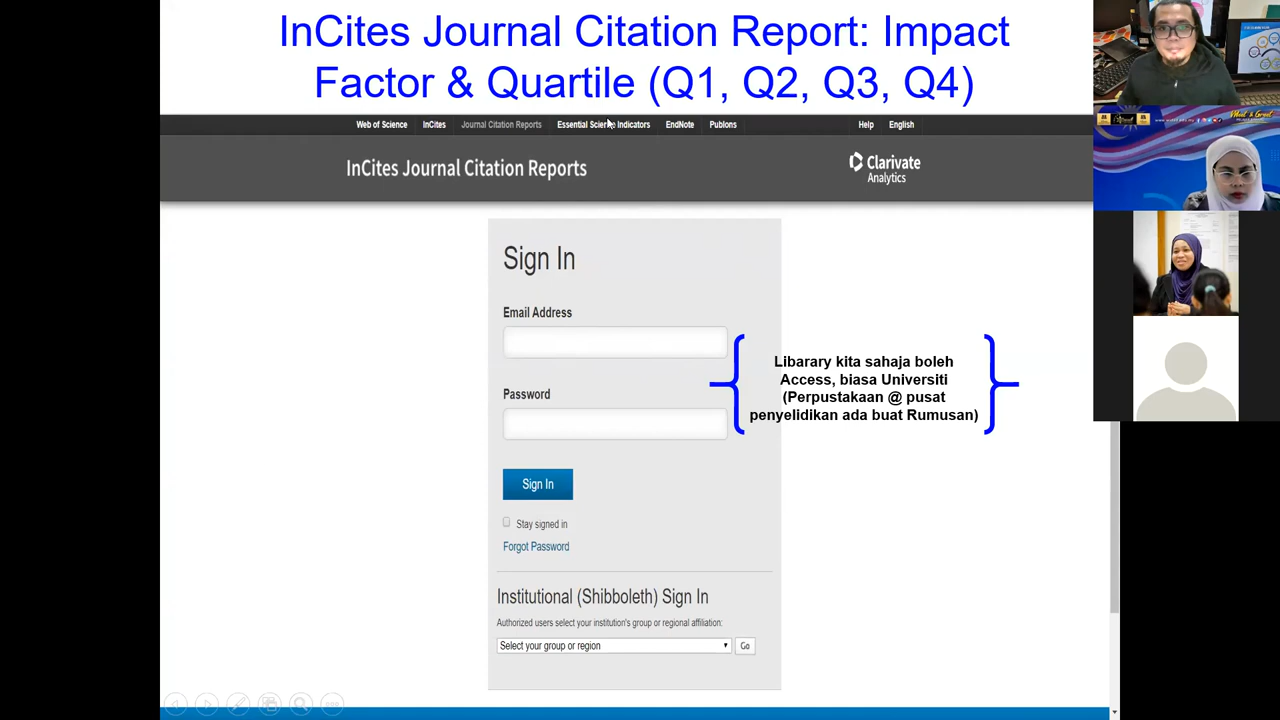 InCites Journal Citation Report: Impact
Factor & Quartile (Q1, Q2, Q3, Q4)
Web of Science InCites Journal Citation Reports Essential Science Indicators EndNote Publons Help English
InCites Journal Citation Reports
Clarivate
Analytics
Sign In
Email Address
Password
Libarary kita sahaja boleh
Access, biasa Universiti
(Perpustakaan @ pusat
penyelidikan ada buat Rumusan)
Sign In
Stay signed in
Forgot Password
Institutional (Shibboleth) Sign In
Authorized users select your institution's group or regional affiliation:
Select your group or region
Go